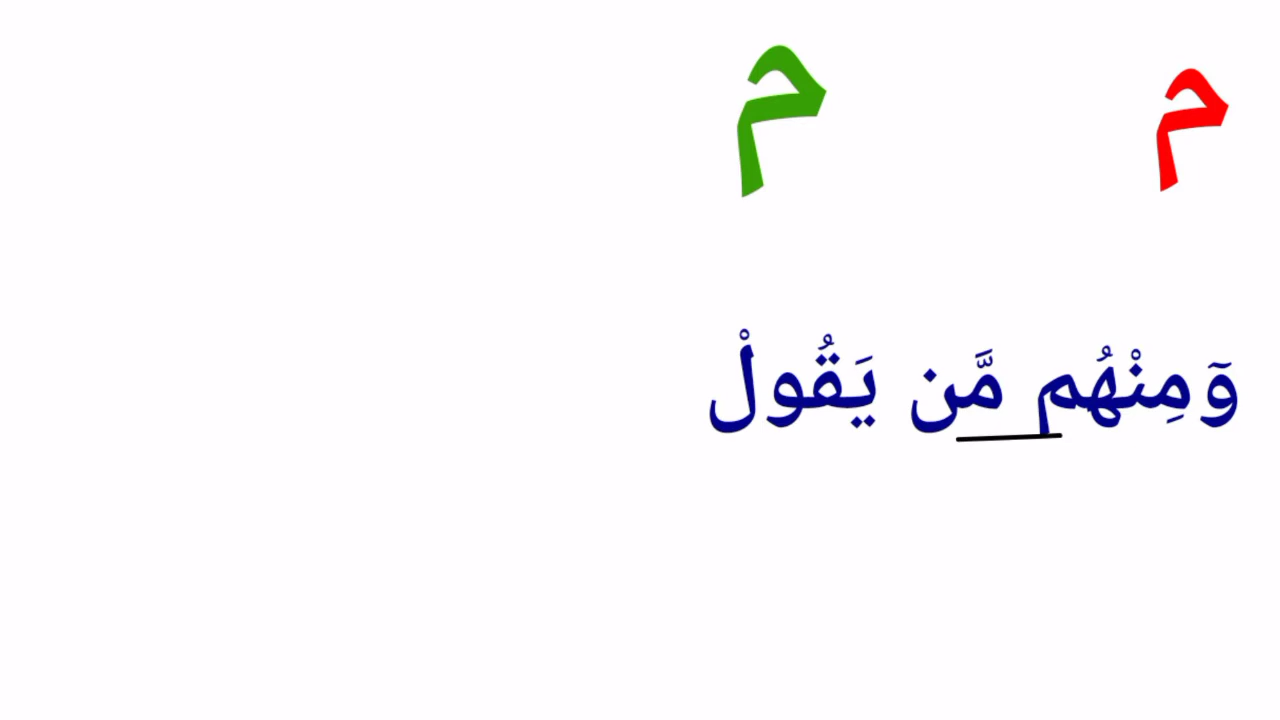 م م
وَٓمِنْهُم مَّن يَقُولْ